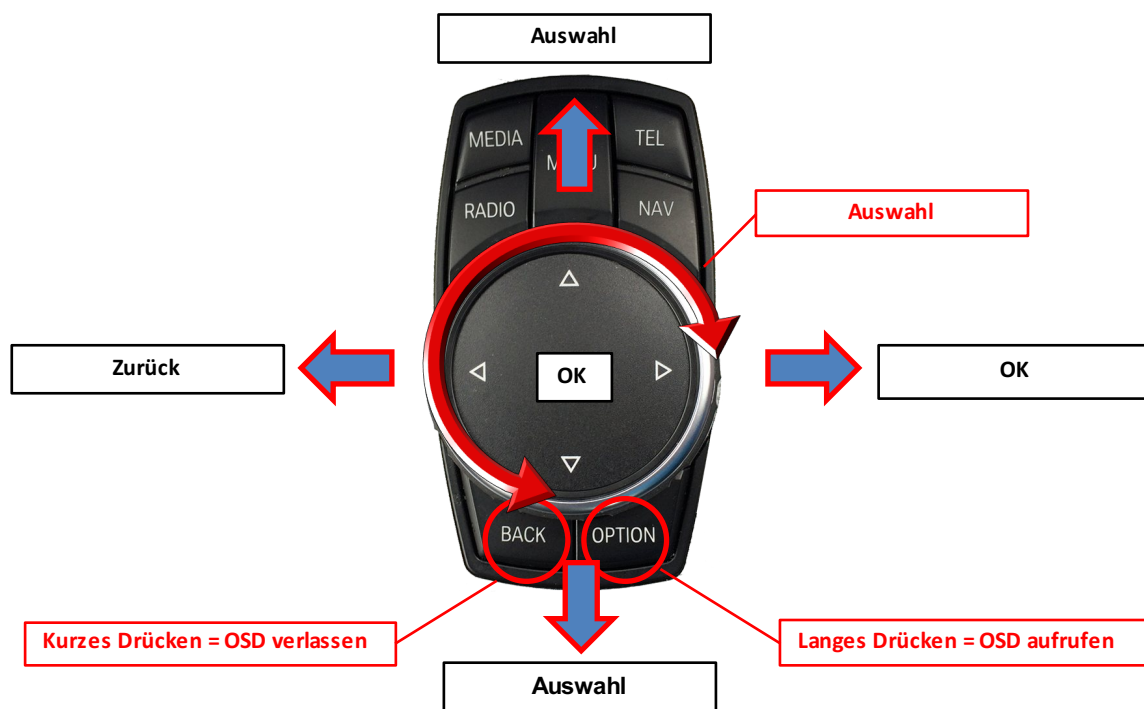 Auswahl
MEDIA
TEL
MENU
RADIO
NAV
Auswahl
Zurück
OK
OK
BACK
OPTION
Kurzes Drücken = OSD verlassen
Langes Drücken = OSD aufrufen
Auswahl